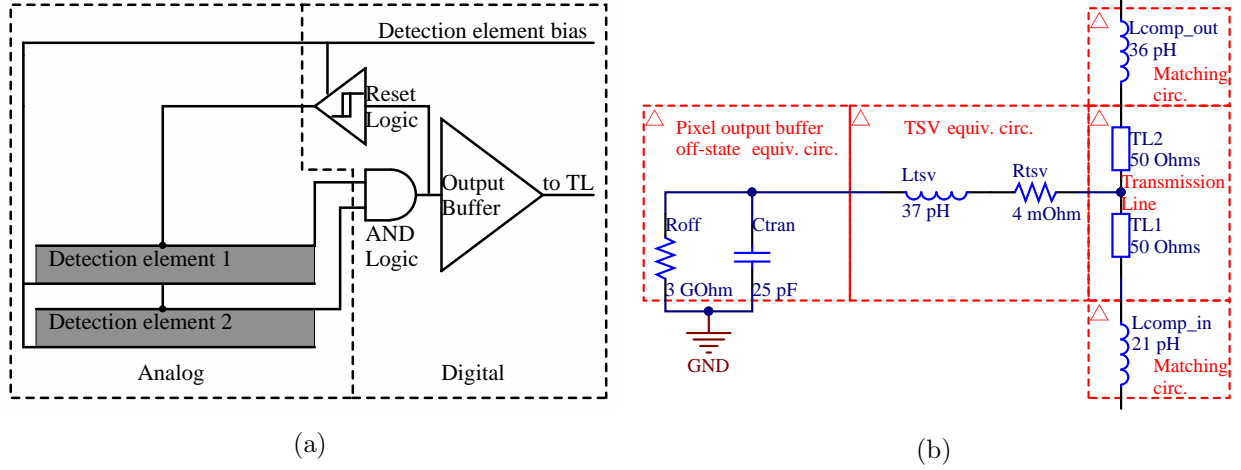 Detection element bias
Reset
Logic
Output
Buffer
to TL
AND
Logic
Detection element 1
Detection element 2
Analog
Digital
(a)
Lcomp_out
36 pH
Matching
circ.
Pixel output buffer
off-state equiv. circ.
TSV equiv. circ.
TL2
50 Ohms
Transmission
Line
TL1
50 Ohms
Ltsv
37 pH
Rtsv
4 mOhm
Roff
3 GOhm
Ctran
25 pF
GND
Lcomp_in
21 pH
Matching
circ.
(b)